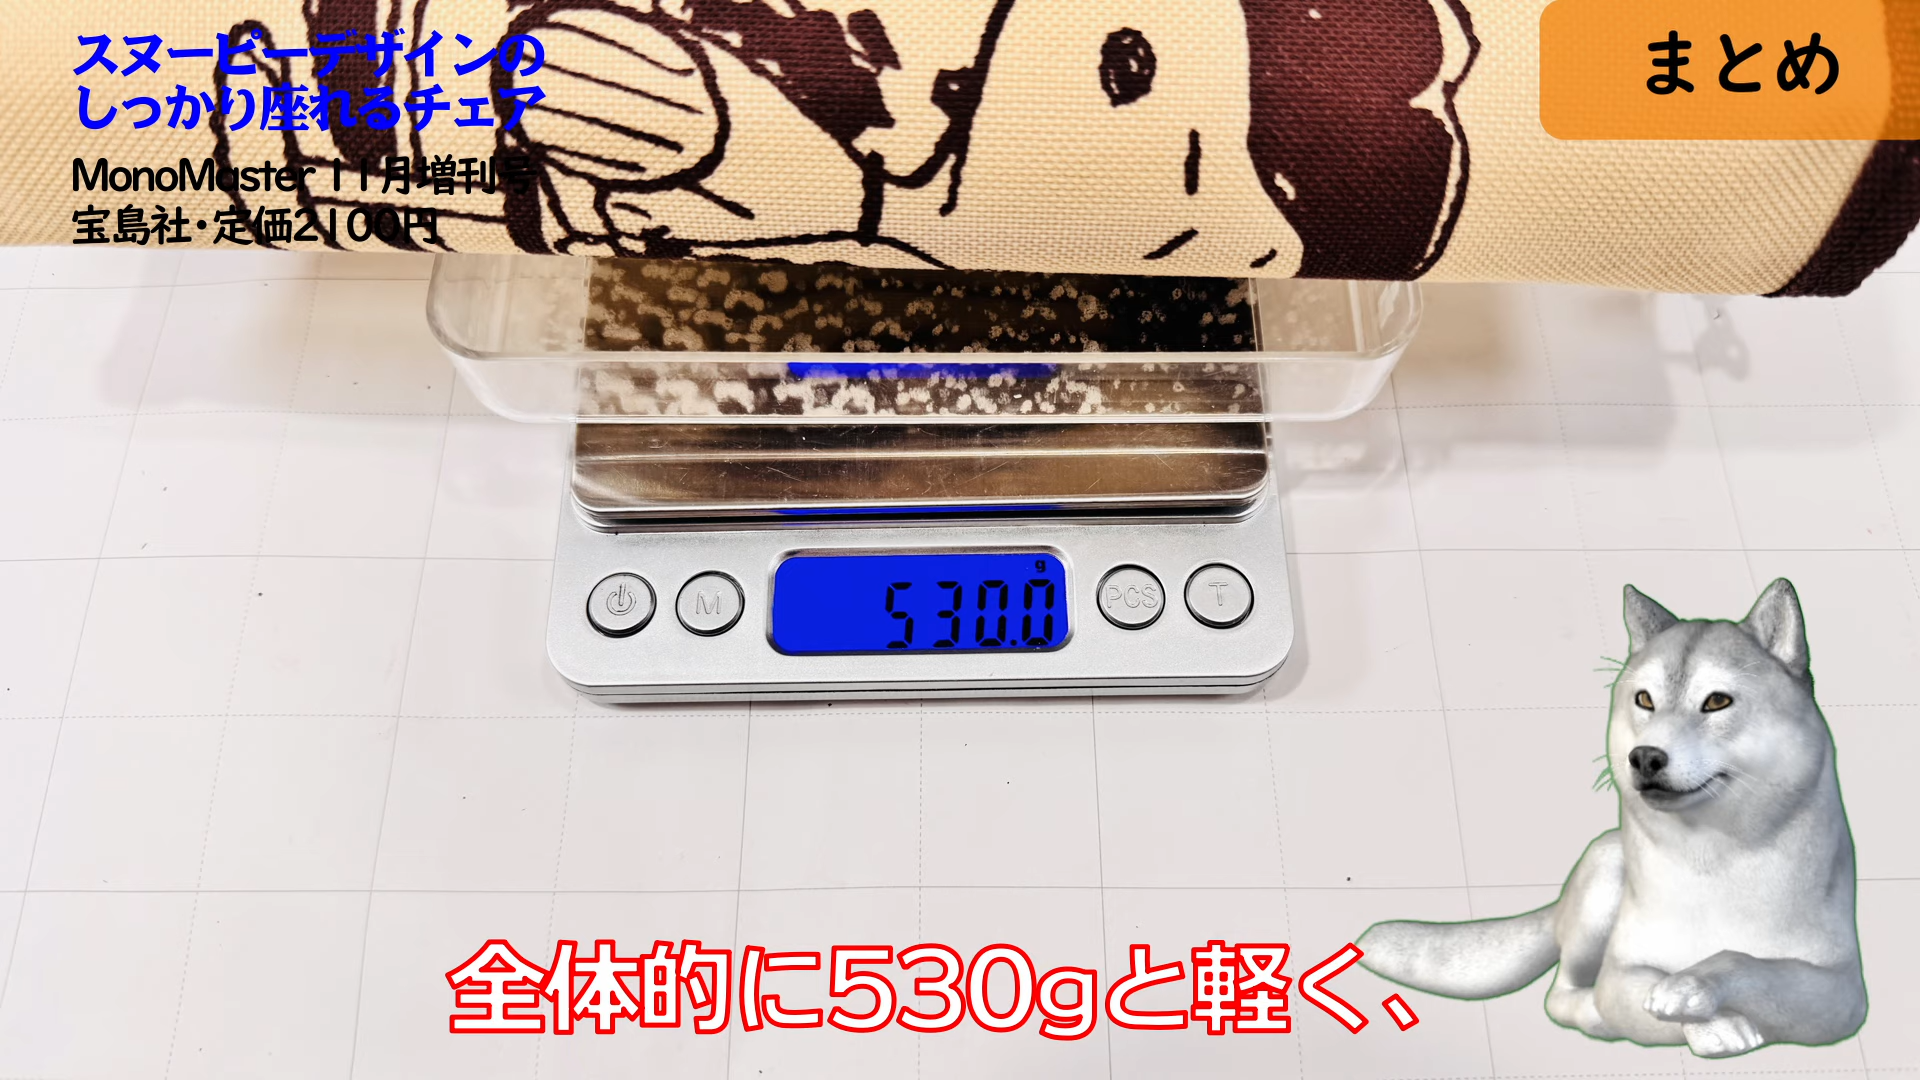 スヌーピーデザインの
しっかり座れるチェア
MonoMaster 11月増刊号
宝島社・定価2100円
まとめ
g
530.0
M
PCS
T
全体的に530gと軽く、